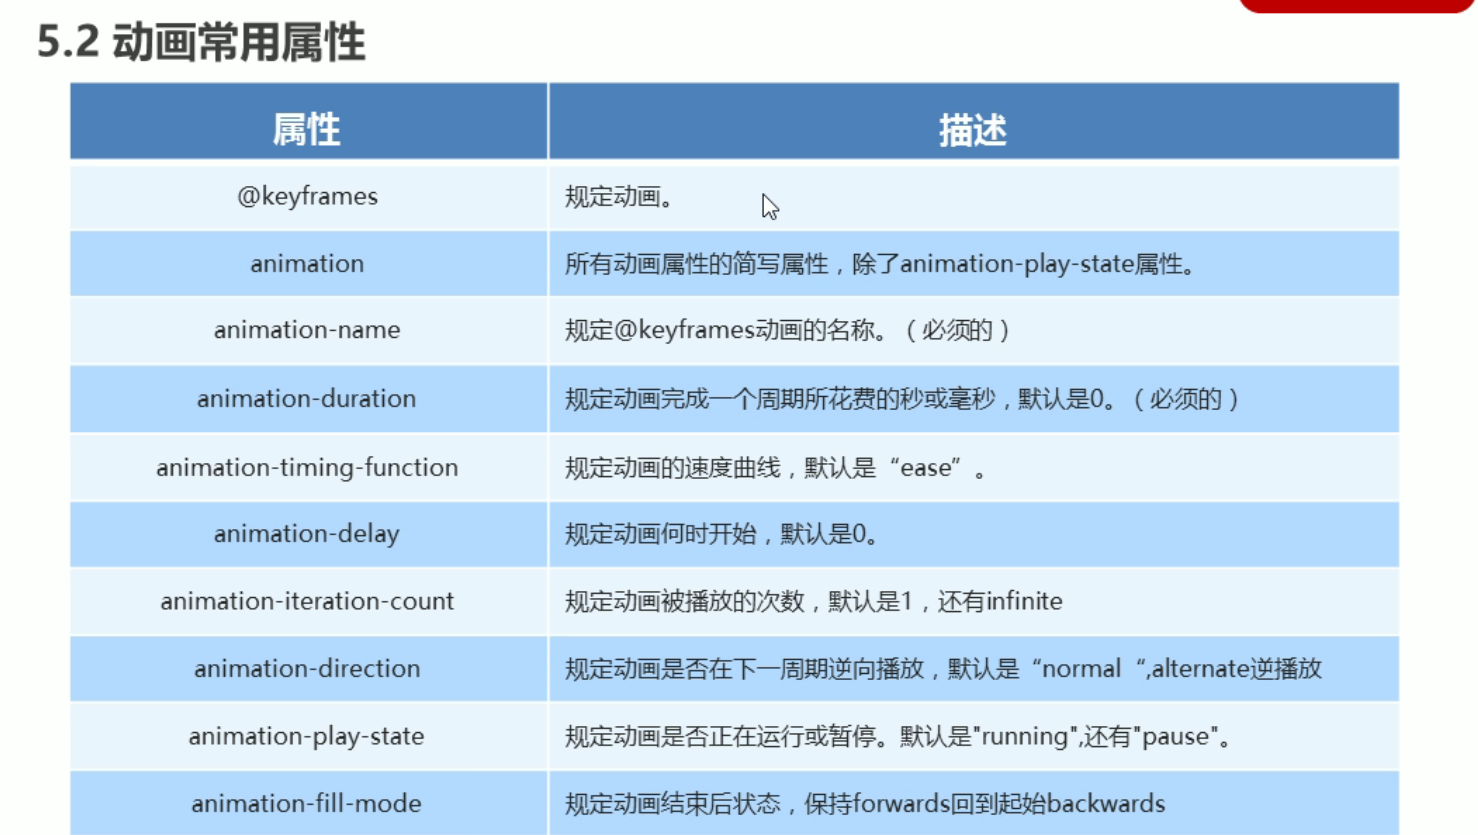 5.2 动画常用属性
属性 描述
@keyframes 规定动画。
animation 所有动画属性的简写属性，除了animation-play-state属性。
animation-name 规定@keyframes动画的名称。（必须的）
animation-duration 规定动画完成一个周期所花费的秒或毫秒，默认是0。（必须的）
animation-timing-function 规定动画的速度曲线，默认是“ease”。
animation-delay 规定动画何时开始，默认是0。
animation-iteration-count 规定动画被播放的次数，默认是1，还有infinite
animation-direction 规定动画是否在下一周期逆向播放，默认是“normal“,alternate逆播放
animation-play-state 规定动画是否正在运行或暂停。默认是"running",还有"pause"。
animation-fill-mode 规定动画结束后状态，保持forwards回到起始backwards